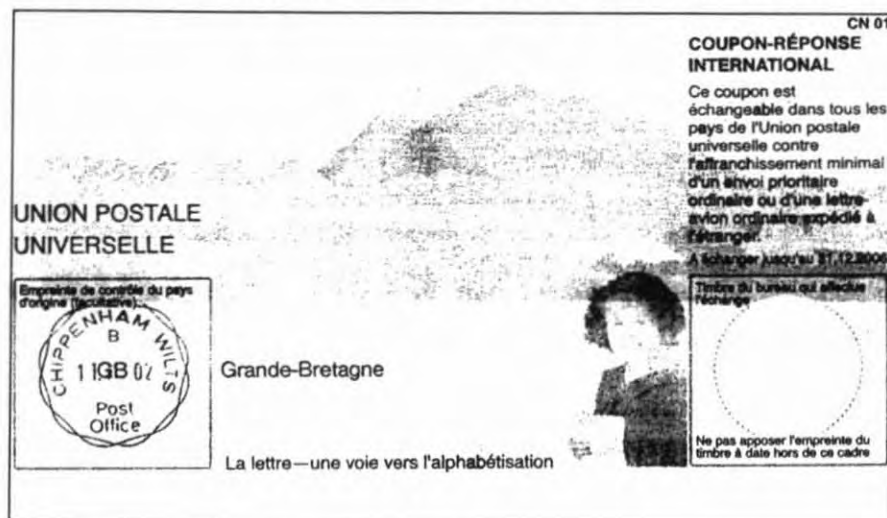 CN 01
COUPON-RÉPONSE
INTERNATIONAL
Ce coupon est
échangeable dans tous les
pays de l'Union postale
universelle contre
l'affranchissement minimal
d'un envoi prioritaire
ordinaire ou d'une lettre-
avion ordinaire expédié à
l'étranger.
A échanger jusqu'au 31.12.2006
UNION POSTALE
UNIVERSELLE
Empreinte de contrôle du pays
d'origine (facultative)
CHIPPENHAM WILTS
B
GB 02
Post
Office
Grande-Bretagne
La lettre—une voie vers l'alphabétisation
Timbre du bureau qui effectue
l'échange
Ne pas apposer l'empreinte du
timbre à date hors de ce cadre